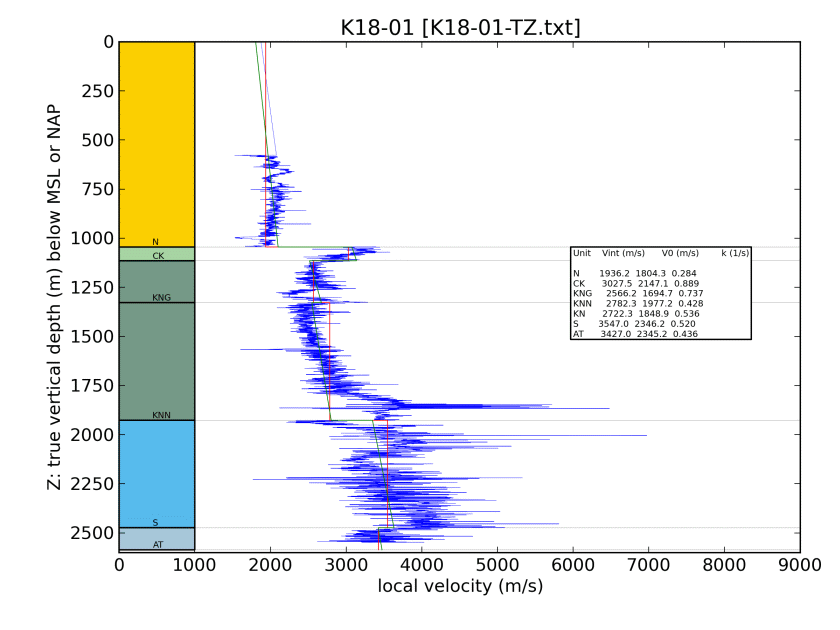 K18-01 [K18-01-TZ.txt]
Z: true vertical depth (m) below MSL or NAP
0
250
500
750
1000
1250
1500
1750
2000
2250
2500
N
CK
KNG
KNN
S
AT
Unit Vint (m/s) V0 (m/s) k (1/s)
N 1936.2 1804.3 0.284
CK 3027.5 2147.1 0.889
KNG 2566.2 1694.7 0.737
KNN 2782.3 1977.2 0.428
KN 2722.3 1848.9 0.536
S 3547.0 2346.2 0.520
AT 3427.0 2345.2 0.436
0 1000 2000 3000 4000 5000 6000 7000 8000 9000
local velocity (m/s)